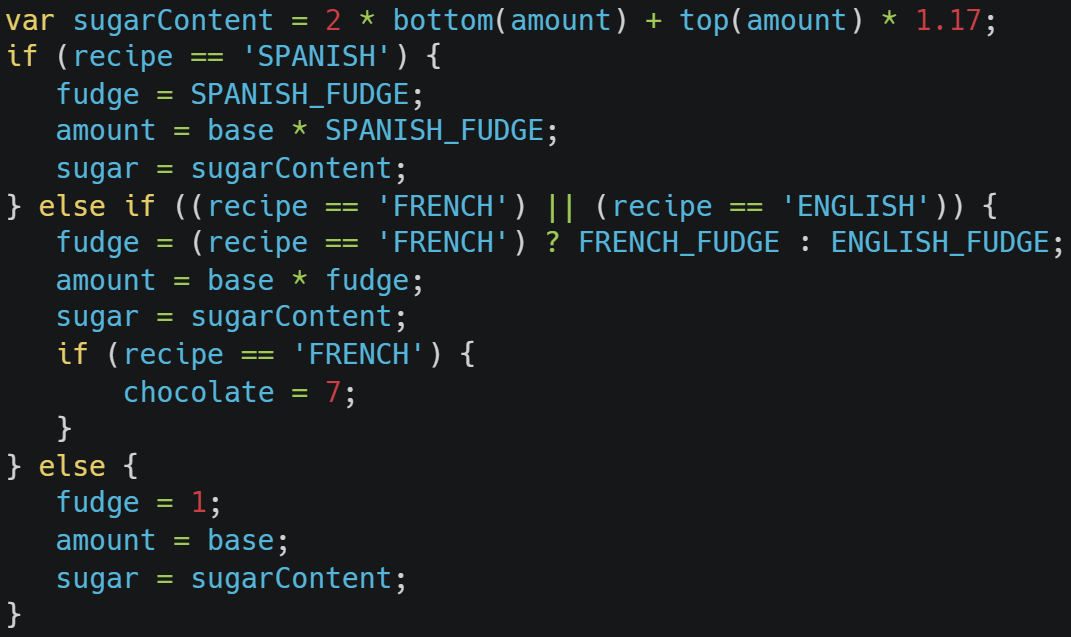 var sugarContent = 2 * bottom(amount) + top(amount) * 1.17;
if (recipe == 'SPANISH') {
   fudge = SPANISH_FUDGE;
   amount = base * SPANISH_FUDGE;
   sugar = sugarContent;
} else if ((recipe == 'FRENCH') || (recipe == 'ENGLISH')) {
   fudge = (recipe == 'FRENCH') ? FRENCH_FUDGE : ENGLISH_FUDGE;
   amount = base * fudge;
   sugar = sugarContent;
   if (recipe == 'FRENCH') {
       chocolate = 7;
   }
} else {
   fudge = 1;
   amount = base;
   sugar = sugarContent;
}